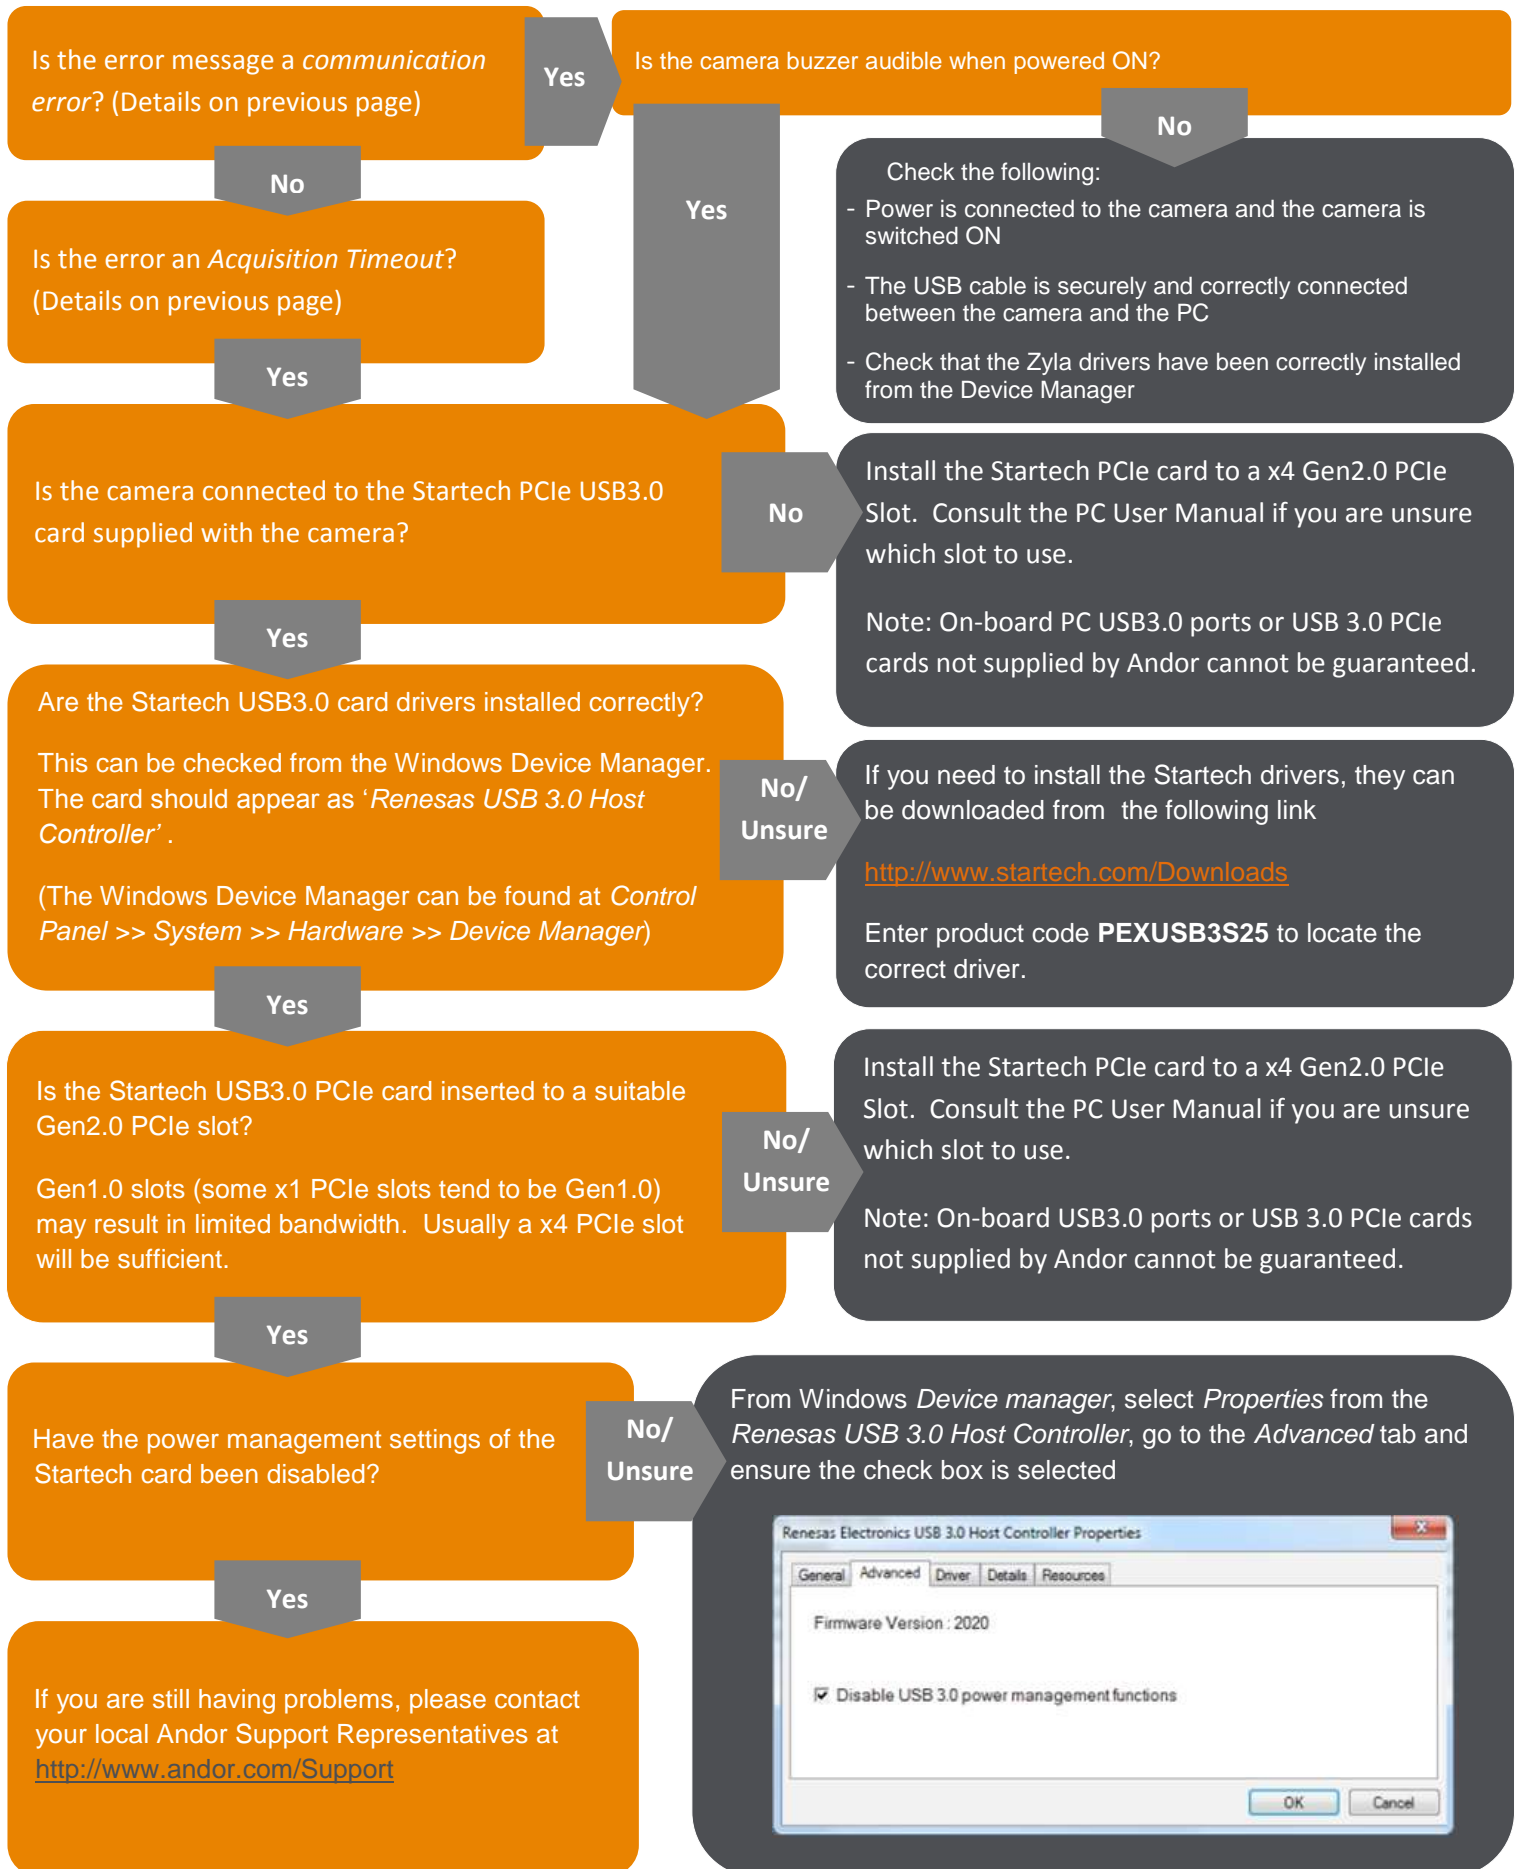 Is the error message a communication
error? (Details on previous page)
Yes
Is the camera buzzer audible when powered ON?
No
Yes
No
Check the following:
- Power is connected to the camera and the camera is
switched ON
- The USB cable is securely and correctly connected
between the camera and the PC
- Check that the Zyla drivers have been correctly installed
from the Device Manager
Is the error an Acquisition Timeout?
(Details on previous page)
Yes
Is the camera connected to the Startech PCIe USB3.0
card supplied with the camera?
No
Install the Startech PCIe card to a x4 Gen2.0 PCIe
Slot.  Consult the PC User Manual if you are unsure
which slot to use.
Note: On-board PC USB3.0 ports or USB 3.0 PCIe
cards not supplied by Andor cannot be guaranteed.
Yes
Are the Startech USB3.0 card drivers installed correctly?
This can be checked from the Windows Device Manager.
The card should appear as ‘Renesas USB 3.0 Host
Controller’ .
(The Windows Device Manager can be found at Control
Panel >> System >> Hardware >> Device Manager)
No/
Unsure
If you need to install the Startech drivers, they can
be downloaded from  the following link
http://www.startech.com/Downloads
Enter product code PEXUSB3S25 to locate the
correct driver.
Yes
Is the Startech USB3.0 PCIe card inserted to a suitable
Gen2.0 PCIe slot?
Gen1.0 slots (some x1 PCIe slots tend to be Gen1.0)
may result in limited bandwidth.  Usually a x4 PCIe slot
will be sufficient.
No/
Unsure
Install the Startech PCIe card to a x4 Gen2.0 PCIe
Slot.  Consult the PC User Manual if you are unsure
which slot to use.
Note: On-board USB3.0 ports or USB 3.0 PCIe cards
not supplied by Andor cannot be guaranteed.
Yes
Have the power management settings of the
Startech card been disabled?
No/
Unsure
From Windows Device manager, select Properties from the
Renesas USB 3.0 Host Controller, go to the Advanced tab and
ensure the check box is selected
Renesas Electronics USB 3.0 Host Controller Properties
General Advanced Driver Details Resources
Firmware Version : 2020
Disable USB 3.0 power management functions
OK Cancel
Yes
If you are still having problems, please contact
your local Andor Support Representatives at
http://www.andor.com/Support